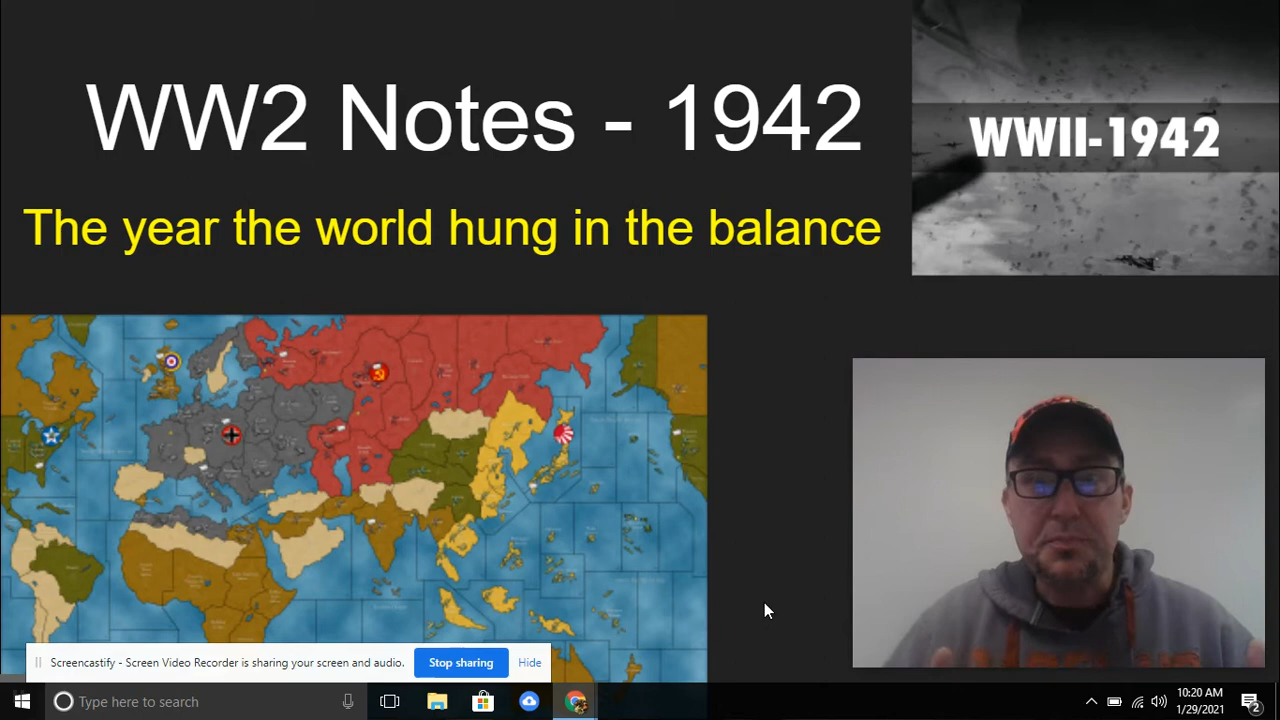 WW2 Notes - 1942
WWII-1942
The year the world hung in the balance
Screencastify - Screen Video Recorder is sharing your screen and audio.
Stop sharing
Hide
Type here to search
10:20 AM
1/29/2021
2